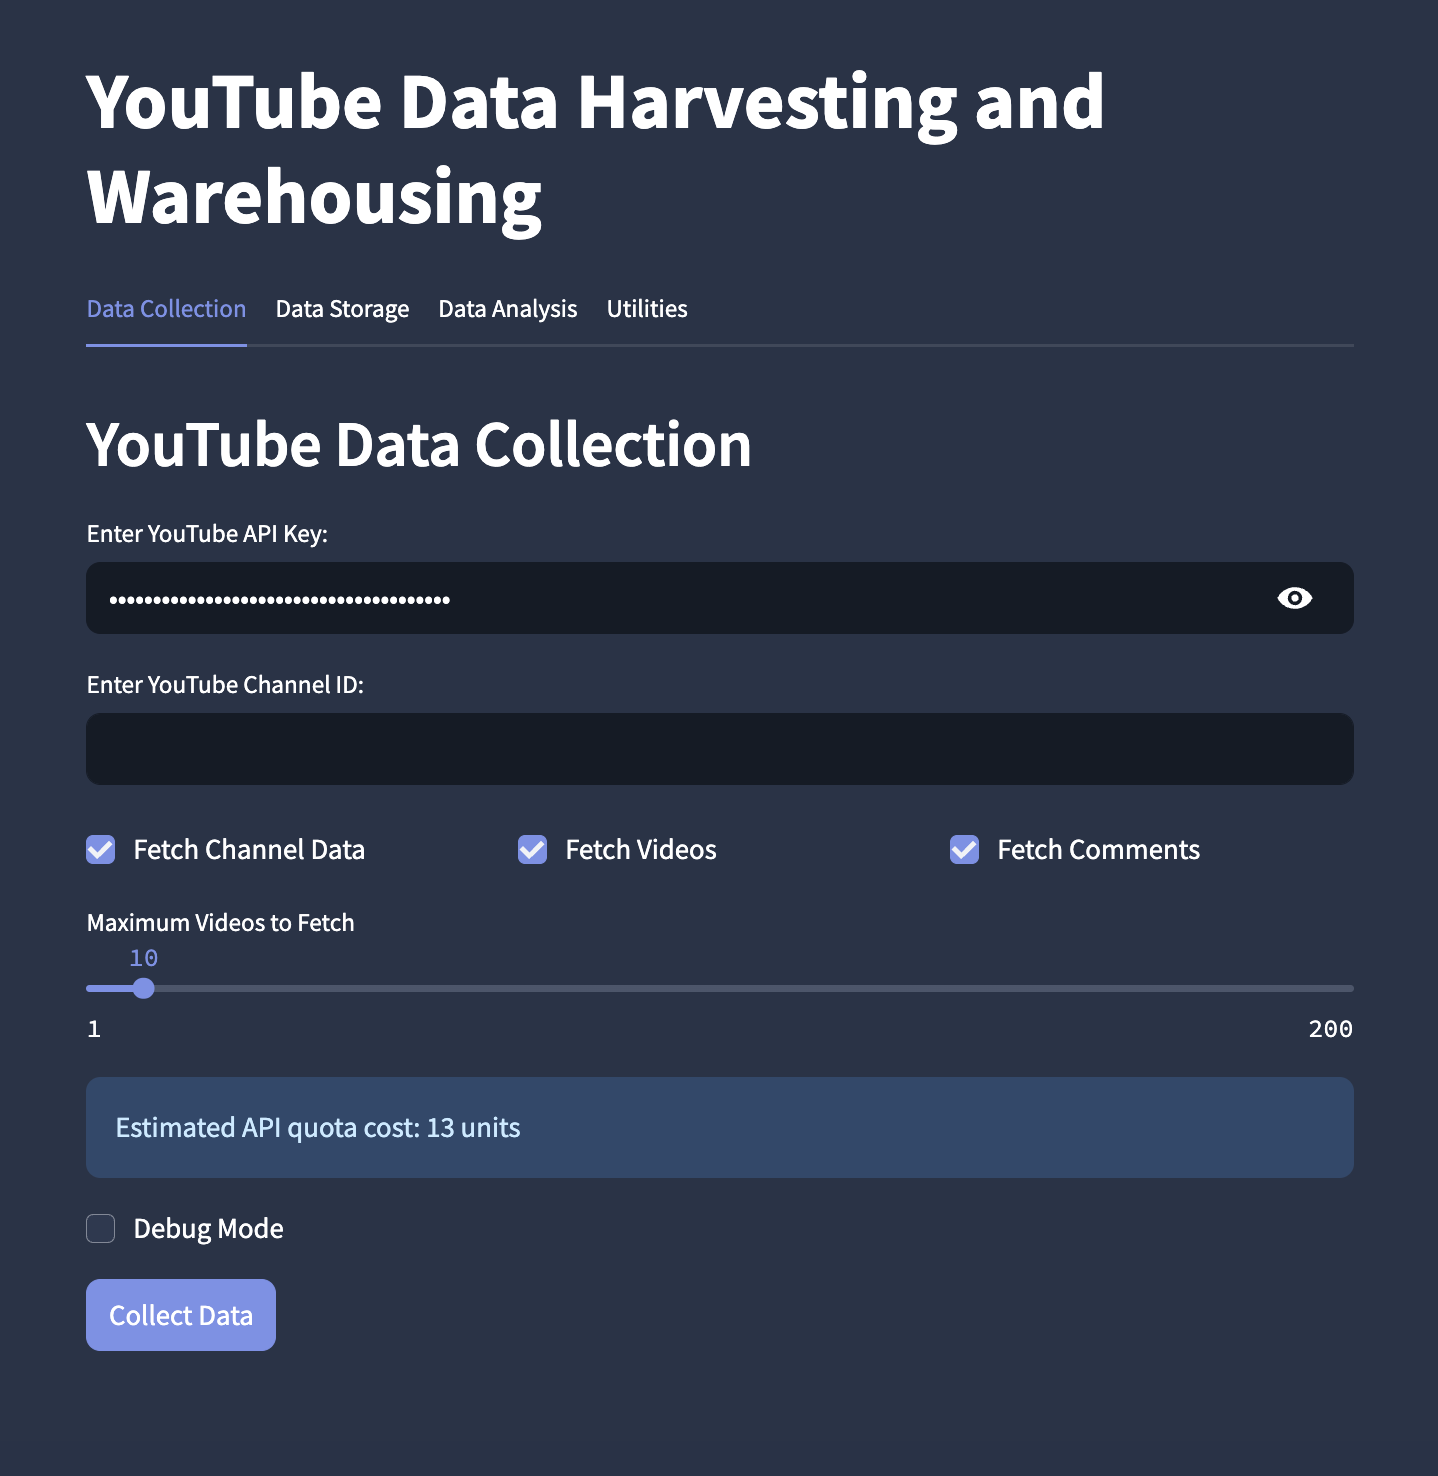 YouTube Data Harvesting and
Warehousing
Data Collection Data Storage Data Analysis Utilities
YouTube Data Collection
Enter YouTube API Key:
•••••••••••••••••••••••••••••••••••••••
Enter YouTube Channel ID:
Fetch Channel Data Fetch Videos Fetch Comments
Maximum Videos to Fetch
10
1 200
Estimated API quota cost: 13 units
Debug Mode
Collect Data